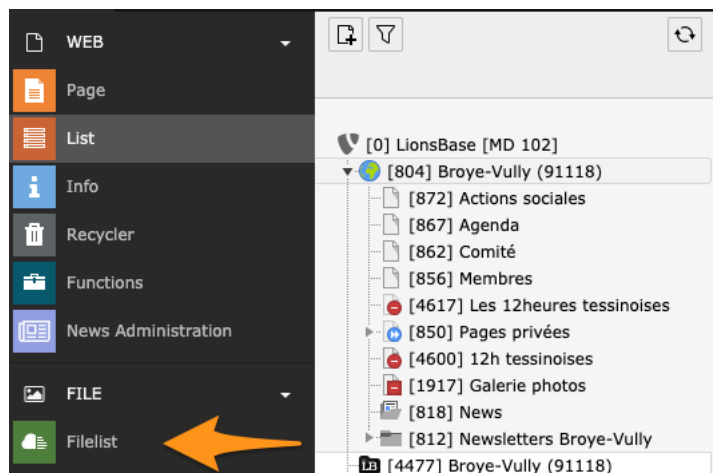 WEB
Page
List
Info
Recycler
Functions
News Administration
FILE
Filelist
[0] LionsBase [MD 102]
[804] Broye-Vully (91118)
[872] Actions sociales
[867] Agenda
[862] Comité
[856] Membres
[4617] Les 12heures tessinoises
[850] Pages privées
[4600] 12h tessinoises
[1917] Galerie photos
[818] News
[812] Newsletters Broye-Vully
LB [4477] Broye-Vully (91118)